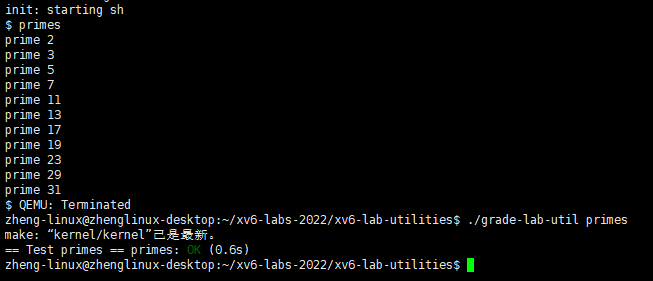 init: starting sh
$ primes
prime 2
prime 3
prime 5
prime 7
prime 11
prime 13
prime 17
prime 19
prime 23
prime 29
prime 31
$ QEMU: Terminated
zheng-linux@zhenglinux-desktop:~/xv6-labs-2022/xv6-lab-utilities$ ./grade-lab-util primes
make: “kernel/kernel”已是最新。
== Test primes == primes: OK (0.6s)
zheng-linux@zhenglinux-desktop:~/xv6-labs-2022/xv6-lab-utilities$